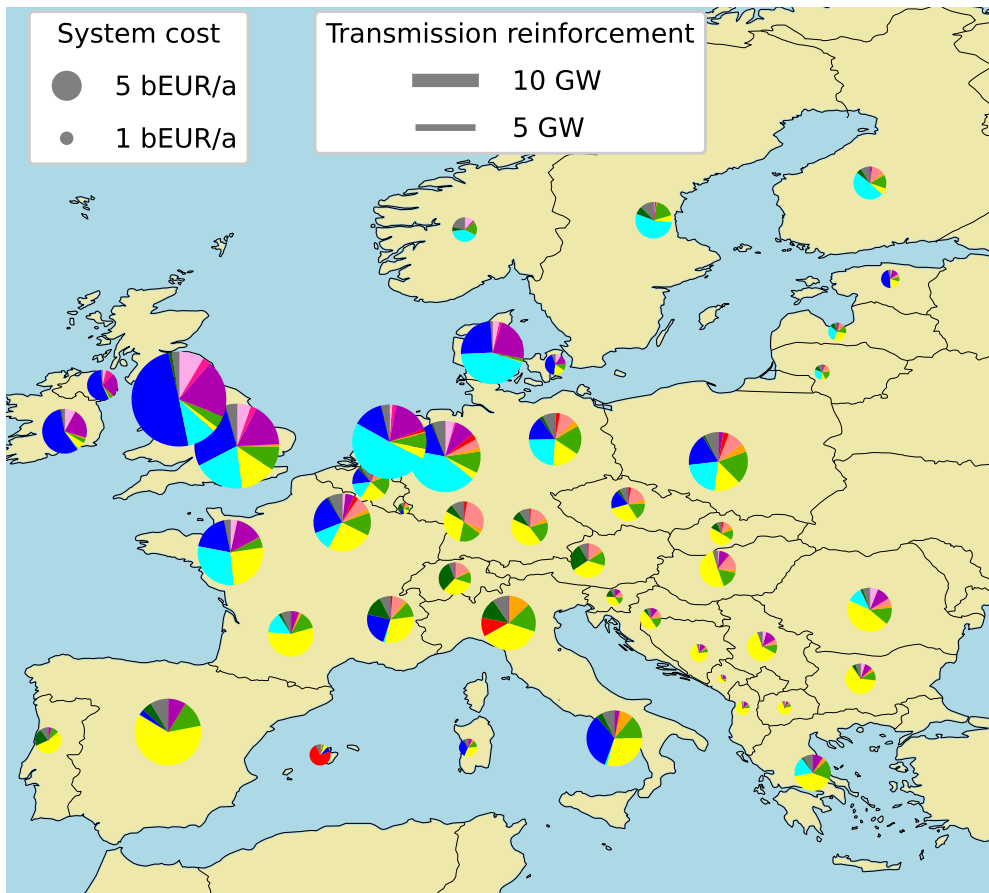 System cost
5 bEUR/a
1 bEUR/a
Transmission reinforcement
10 GW
5 GW